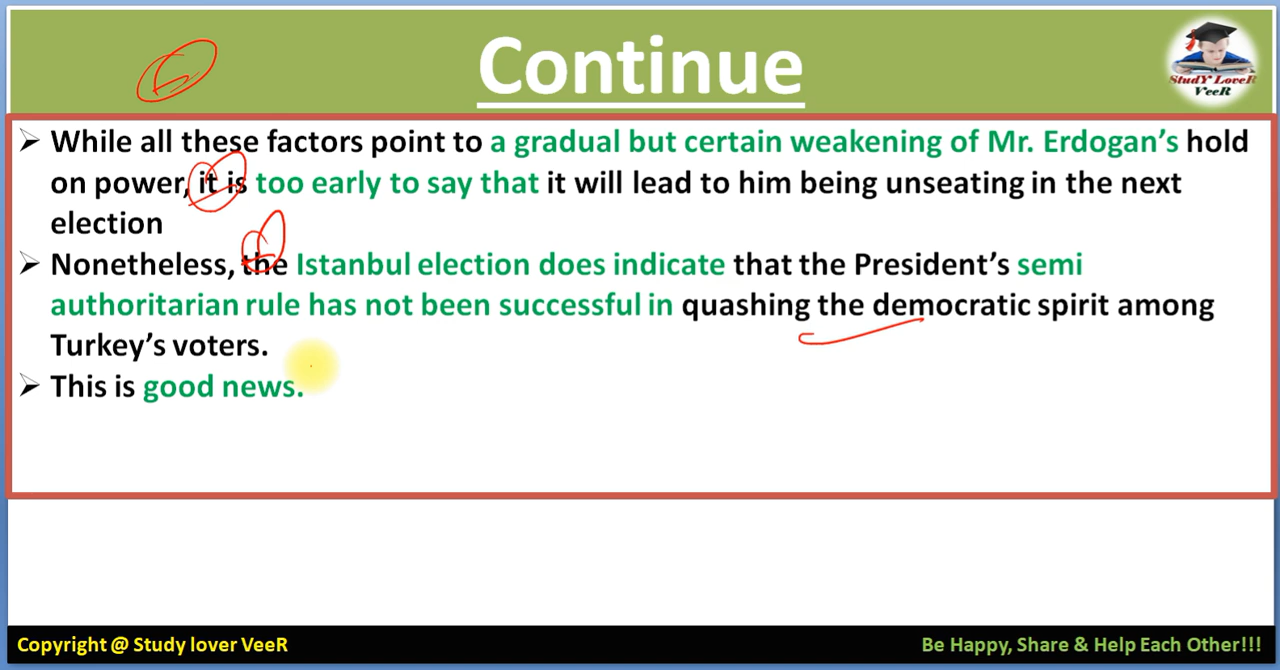 Continue
StudY LoveR
VeeR
➢ While all these factors point to a gradual but certain weakening of Mr. Erdogan’s hold
on power, it is too early to say that it will lead to him being unseating in the next
election
➢ Nonetheless, the Istanbul election does indicate that the President’s semi
authoritarian rule has not been successful in quashing the democratic spirit among
Turkey’s voters.
➢ This is good news.
Copyright @ Study lover VeeR
Be Happy, Share & Help Each Other!!!